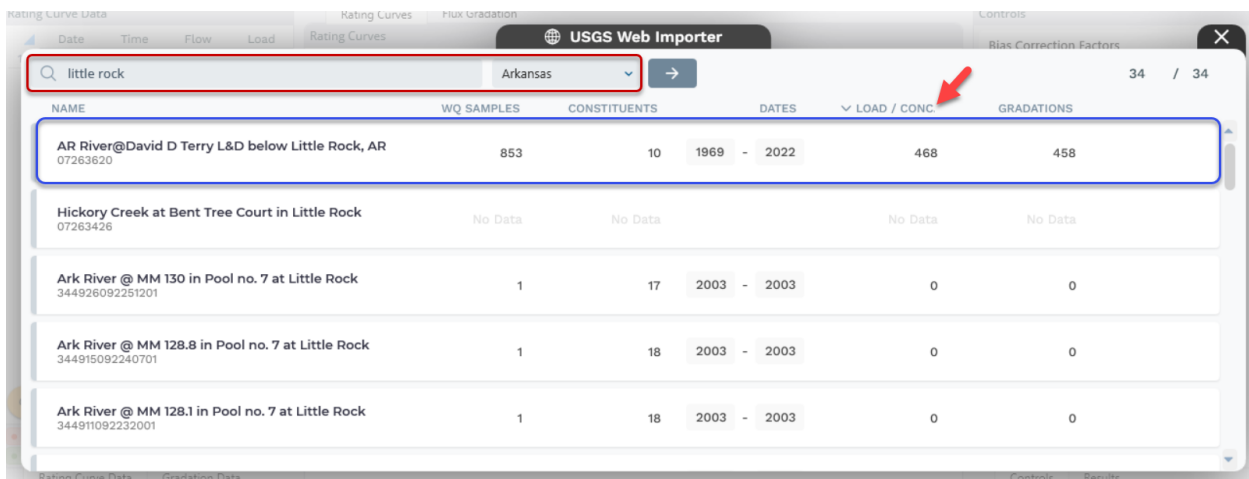 Rating Curve Data
Rating Curves
Flux Gradation
Controls
Date Time Flow Load
Rating Curves
USGS Web Importer
Bias Correction Factors
little rock
Arkansas
34 / 34
NAME WQ SAMPLES CONSTITUENTS DATES LOAD / CONC. GRADATIONS
AR River@David D Terry L&D below Little Rock, AR
07263620
853 10 1969 - 2022 468 458
Hickory Creek at Bent Tree Court in Little Rock
07263426
No Data No Data No Data No Data
Ark River @ MM 130 in Pool no. 7 at Little Rock
344926092251201
1 17 2003 - 2003 0 0
Ark River @ MM 128.8 in Pool no. 7 at Little Rock
344915092240701
1 18 2003 - 2003 0 0
Ark River @ MM 128.1 in Pool no. 7 at Little Rock
344911092232001
1 18 2003 - 2003 0 0
Rating Curve Data Gradation Data Controls Results